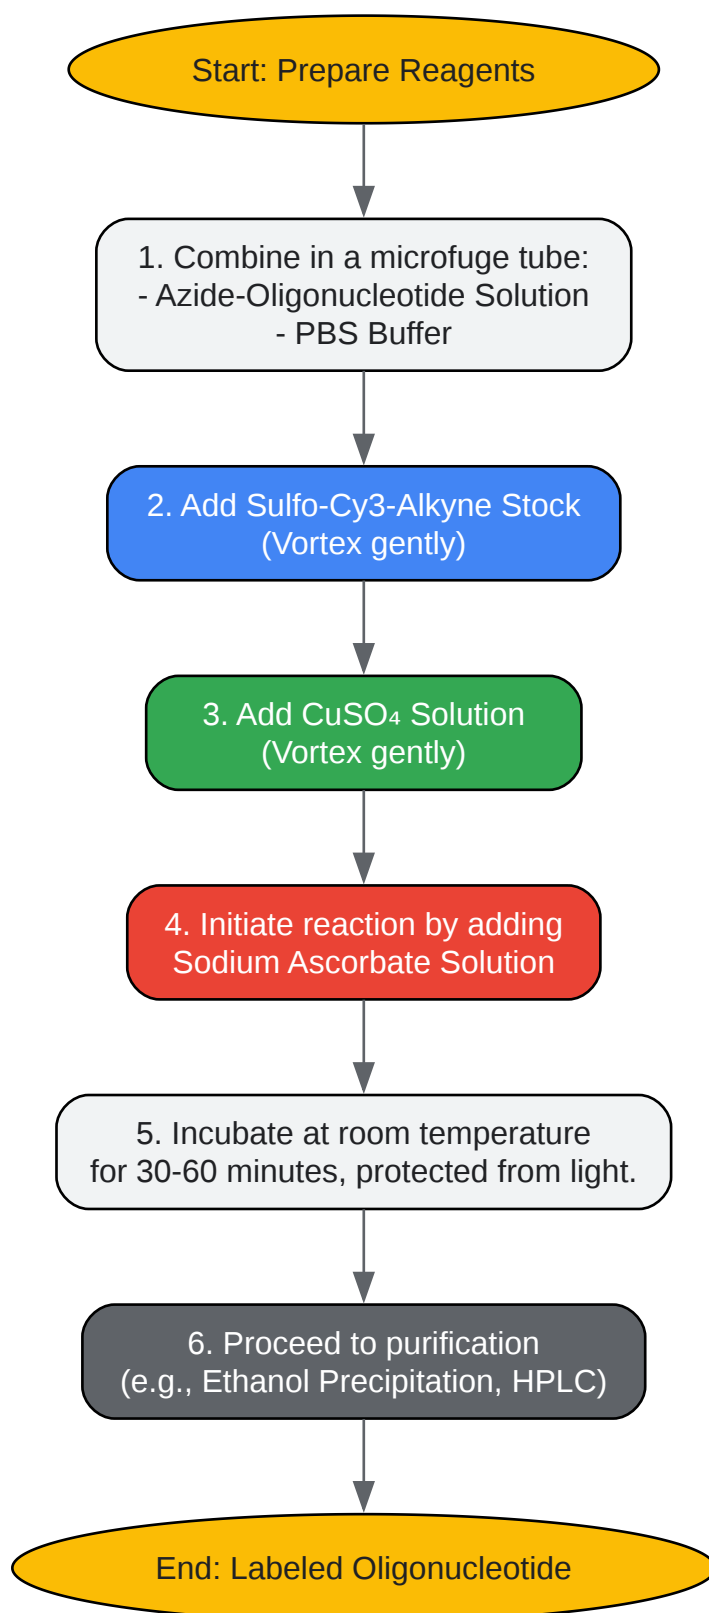 Start: Prepare Reagents
1. Combine in a microfuge tube:
- Azide-Oligonucleotide Solution
- PBS Buffer
2. Add Sulfo-Cy3-Alkyne Stock
(Vortex gently)
3. Add CuSO₄ Solution
(Vortex gently)
4. Initiate reaction by adding
Sodium Ascorbate Solution
5. Incubate at room temperature
for 30-60 minutes, protected from light.
6. Proceed to purification
(e.g., Ethanol Precipitation, HPLC)
End: Labeled Oligonucleotide